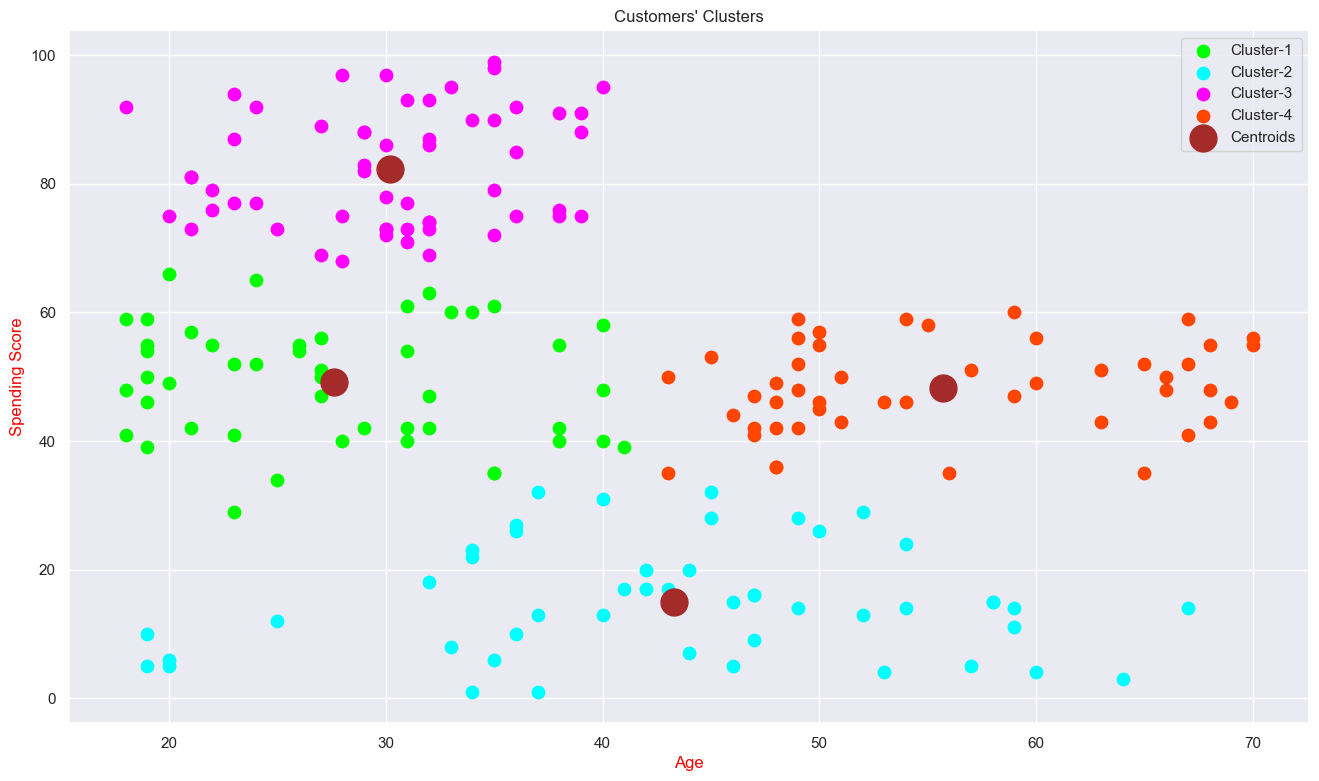 Customers' Clusters
Cluster-1
Cluster-2
Cluster-3
Cluster-4
Centroids
Spending Score
100
80
60
40
20
0
20
30
40
50
60
70
Age